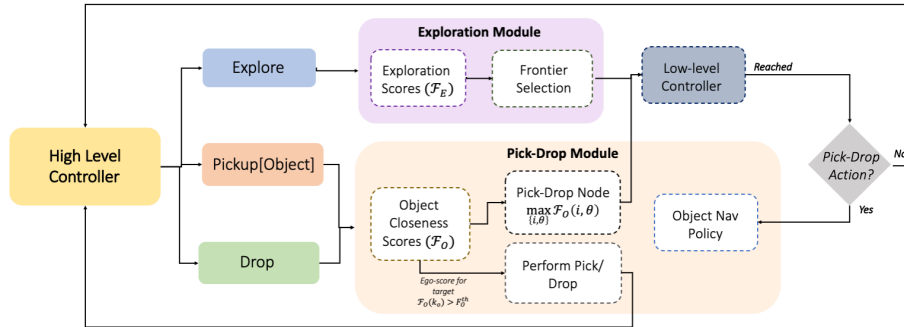 Exploration Module
Explore
Exploration
Scores (ℱ_E)
Frontier
Selection
Low-level
Controller
Reached
High Level
Controller
Pickup[Object]
Pick-Drop Module
Pick-Drop
Action?
No
Yes
Object
Closeness
Scores (ℱ_O)
Pick-Drop Node
max ℱ_O(i, θ)
{i,θ}
Object Nav
Policy
Drop
Ego-score for
target
ℱ_O(k_o) > F_O^th
Perform Pick/
Drop